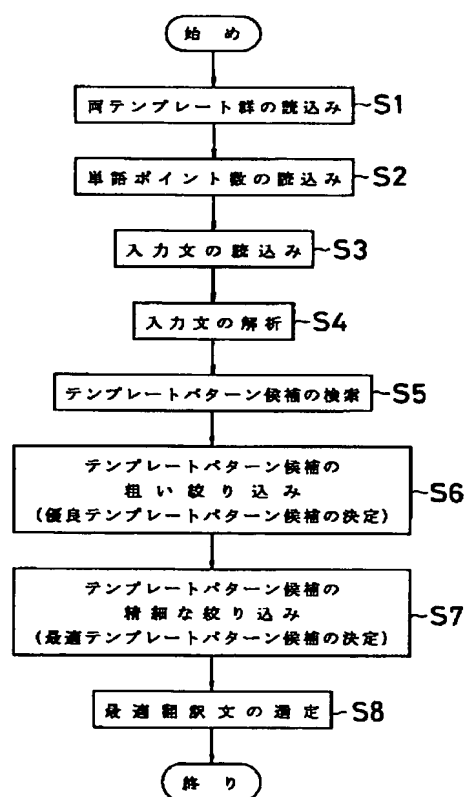 始め
両テンプレート群の読込み S1
単語ポイント数の読込み S2
入力文の読込み S3
入力文の解析 S4
テンプレートパターン候補の検索 S5
テンプレートパターン候補の
粗い絞り込み S6
(優良テンプレートパターン候補の決定)
テンプレートパターン候補の
精細な絞り込み S7
(最適テンプレートパターン候補の決定)
最適翻訳文の選定 S8
終り